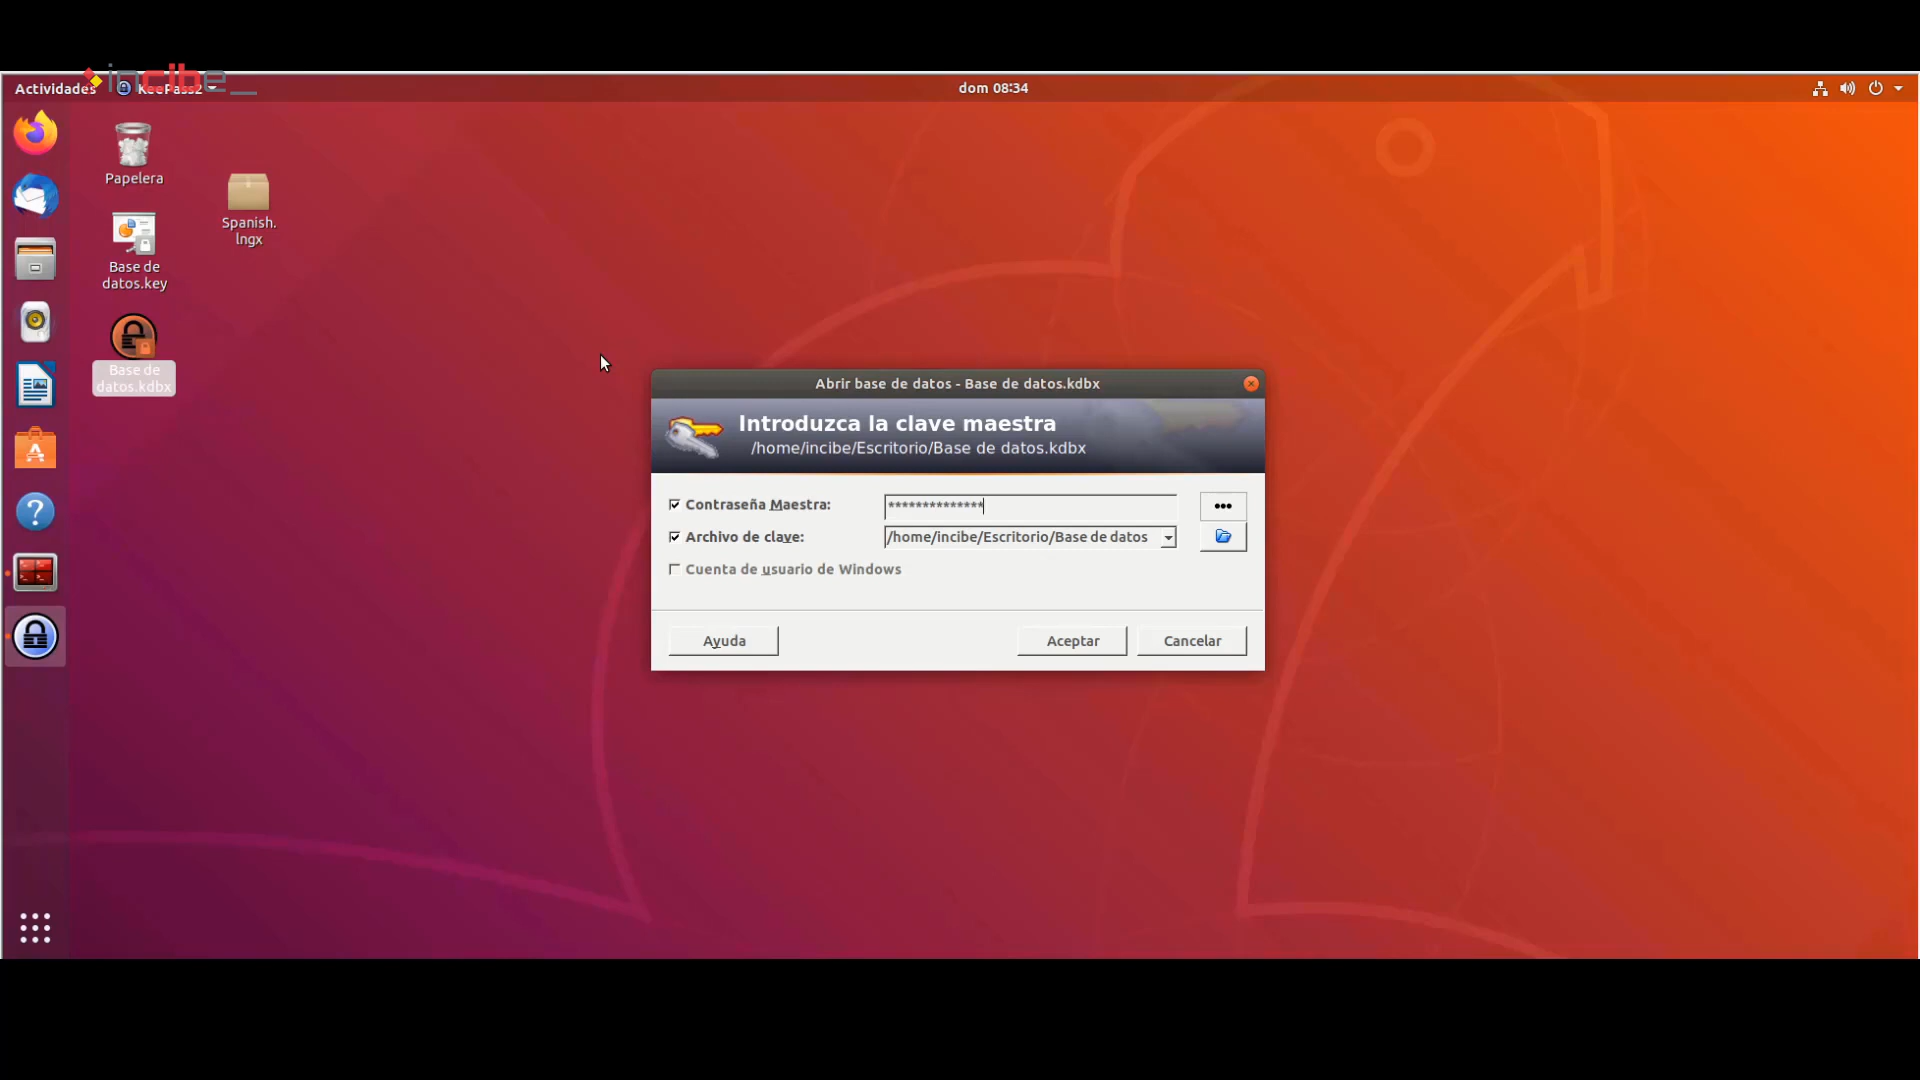 incibe_
Actividades
KeePass2
dom 08:34
Papelera
Spanish.
lngx
Base de
datos.key
Base de
datos.kdbx
Abrir base de datos - Base de datos.kdbx
Introduzca la clave maestra
/home/incibe/Escritorio/Base de datos.kdbx
Contraseña Maestra:
**************
Archivo de clave:
/home/incibe/Escritorio/Base de datos
Cuenta de usuario de Windows
Ayuda
Aceptar
Cancelar